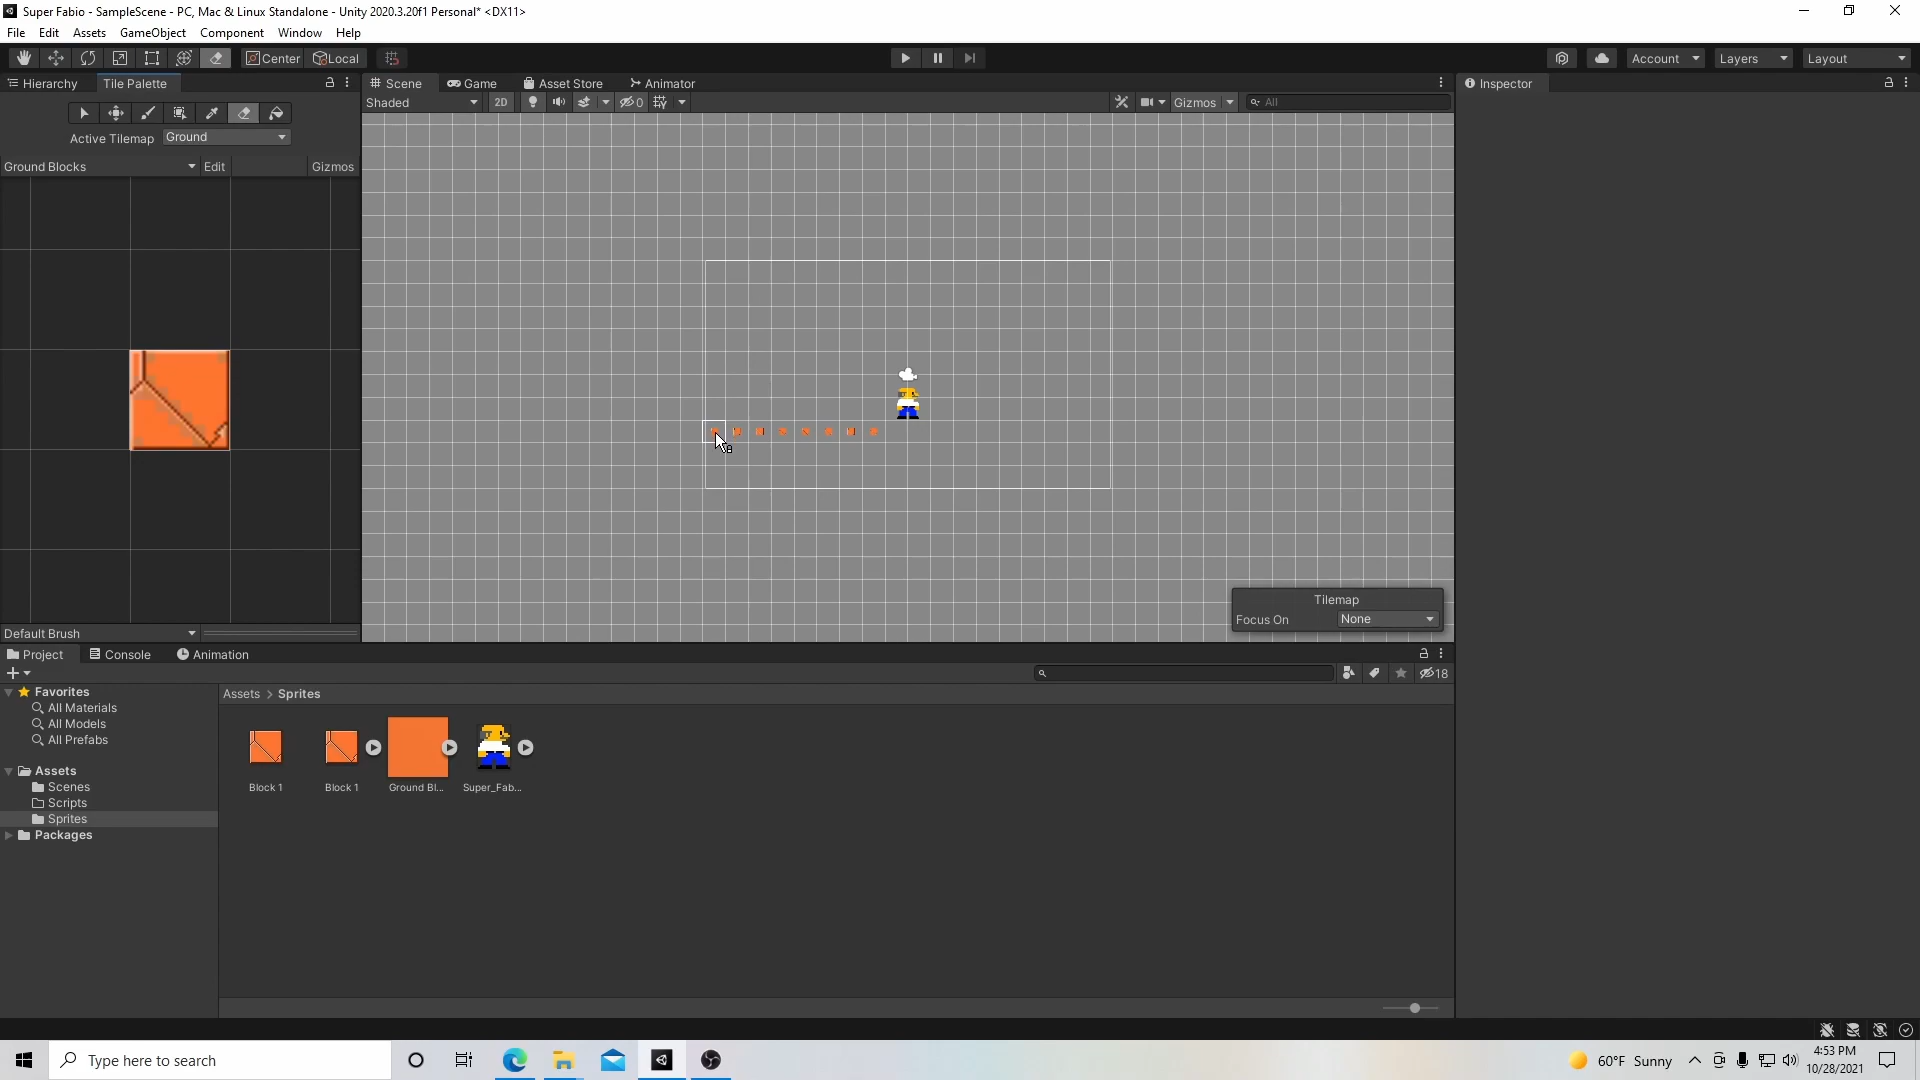 Super Fabio - SampleScene - PC, Mac & Linux Standalone - Unity 2020.3.20f1 Personal* <DX11>
File Edit Assets GameObject Component Window Help
Center Local Account Layers Layout
Hierarchy Tile Palette Scene Game Asset Store Animator Inspector
Shaded 2D 0 Gizmos All
Active Tilemap Ground
Ground Blocks Edit Gizmos
Tilemap
Focus On None
Default Brush
Project Console Animation
18
Favorites
All Materials
All Models
All Prefabs
Assets
Scenes
Scripts
Sprites
Packages
Assets > Sprites
Block 1 Block 1 Ground Bl... Super_Fab...
Type here to search
60°F Sunny
4:53 PM
10/28/2021